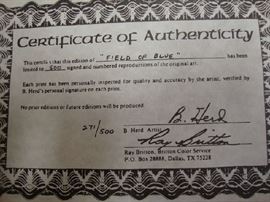 Certificate of Authenticity
This certifies that this edition of "FIELD OF BLUE" has been
limited to 500 signed and numbered reproductions of the original art.
Each print has been personally inspected for quality and accuracy by the artist, verified
by B. Herd's personal signature on each print.
No prior editions or future editions will be produced.
B. Herd
271/500 B Herd Artist
Ray Britton
Ray Britton, Britton Color Service
P.O. Box 28888, Dallas, TX 75228